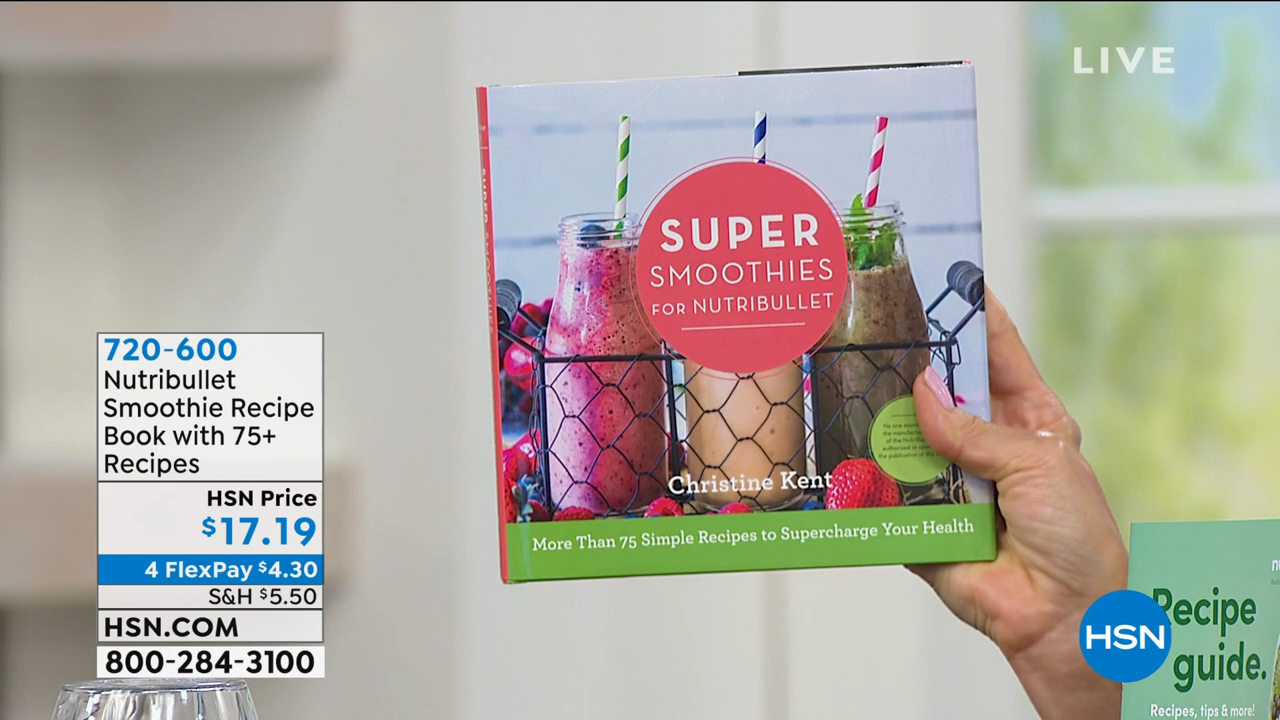 LIVE
SUPER
SMOOTHIES
FOR NUTRIBULLET
Christine Kent
More Than 75 Simple Recipes to Supercharge Your Health
720-600
Nutribullet
Smoothie Recipe
Book with 75+
Recipes
HSN Price
$17.19
4 FlexPay $4.30
S&H $5.50
HSN.COM
800-284-3100
HSN
Recipe
guide.
Recipes, tips & more!